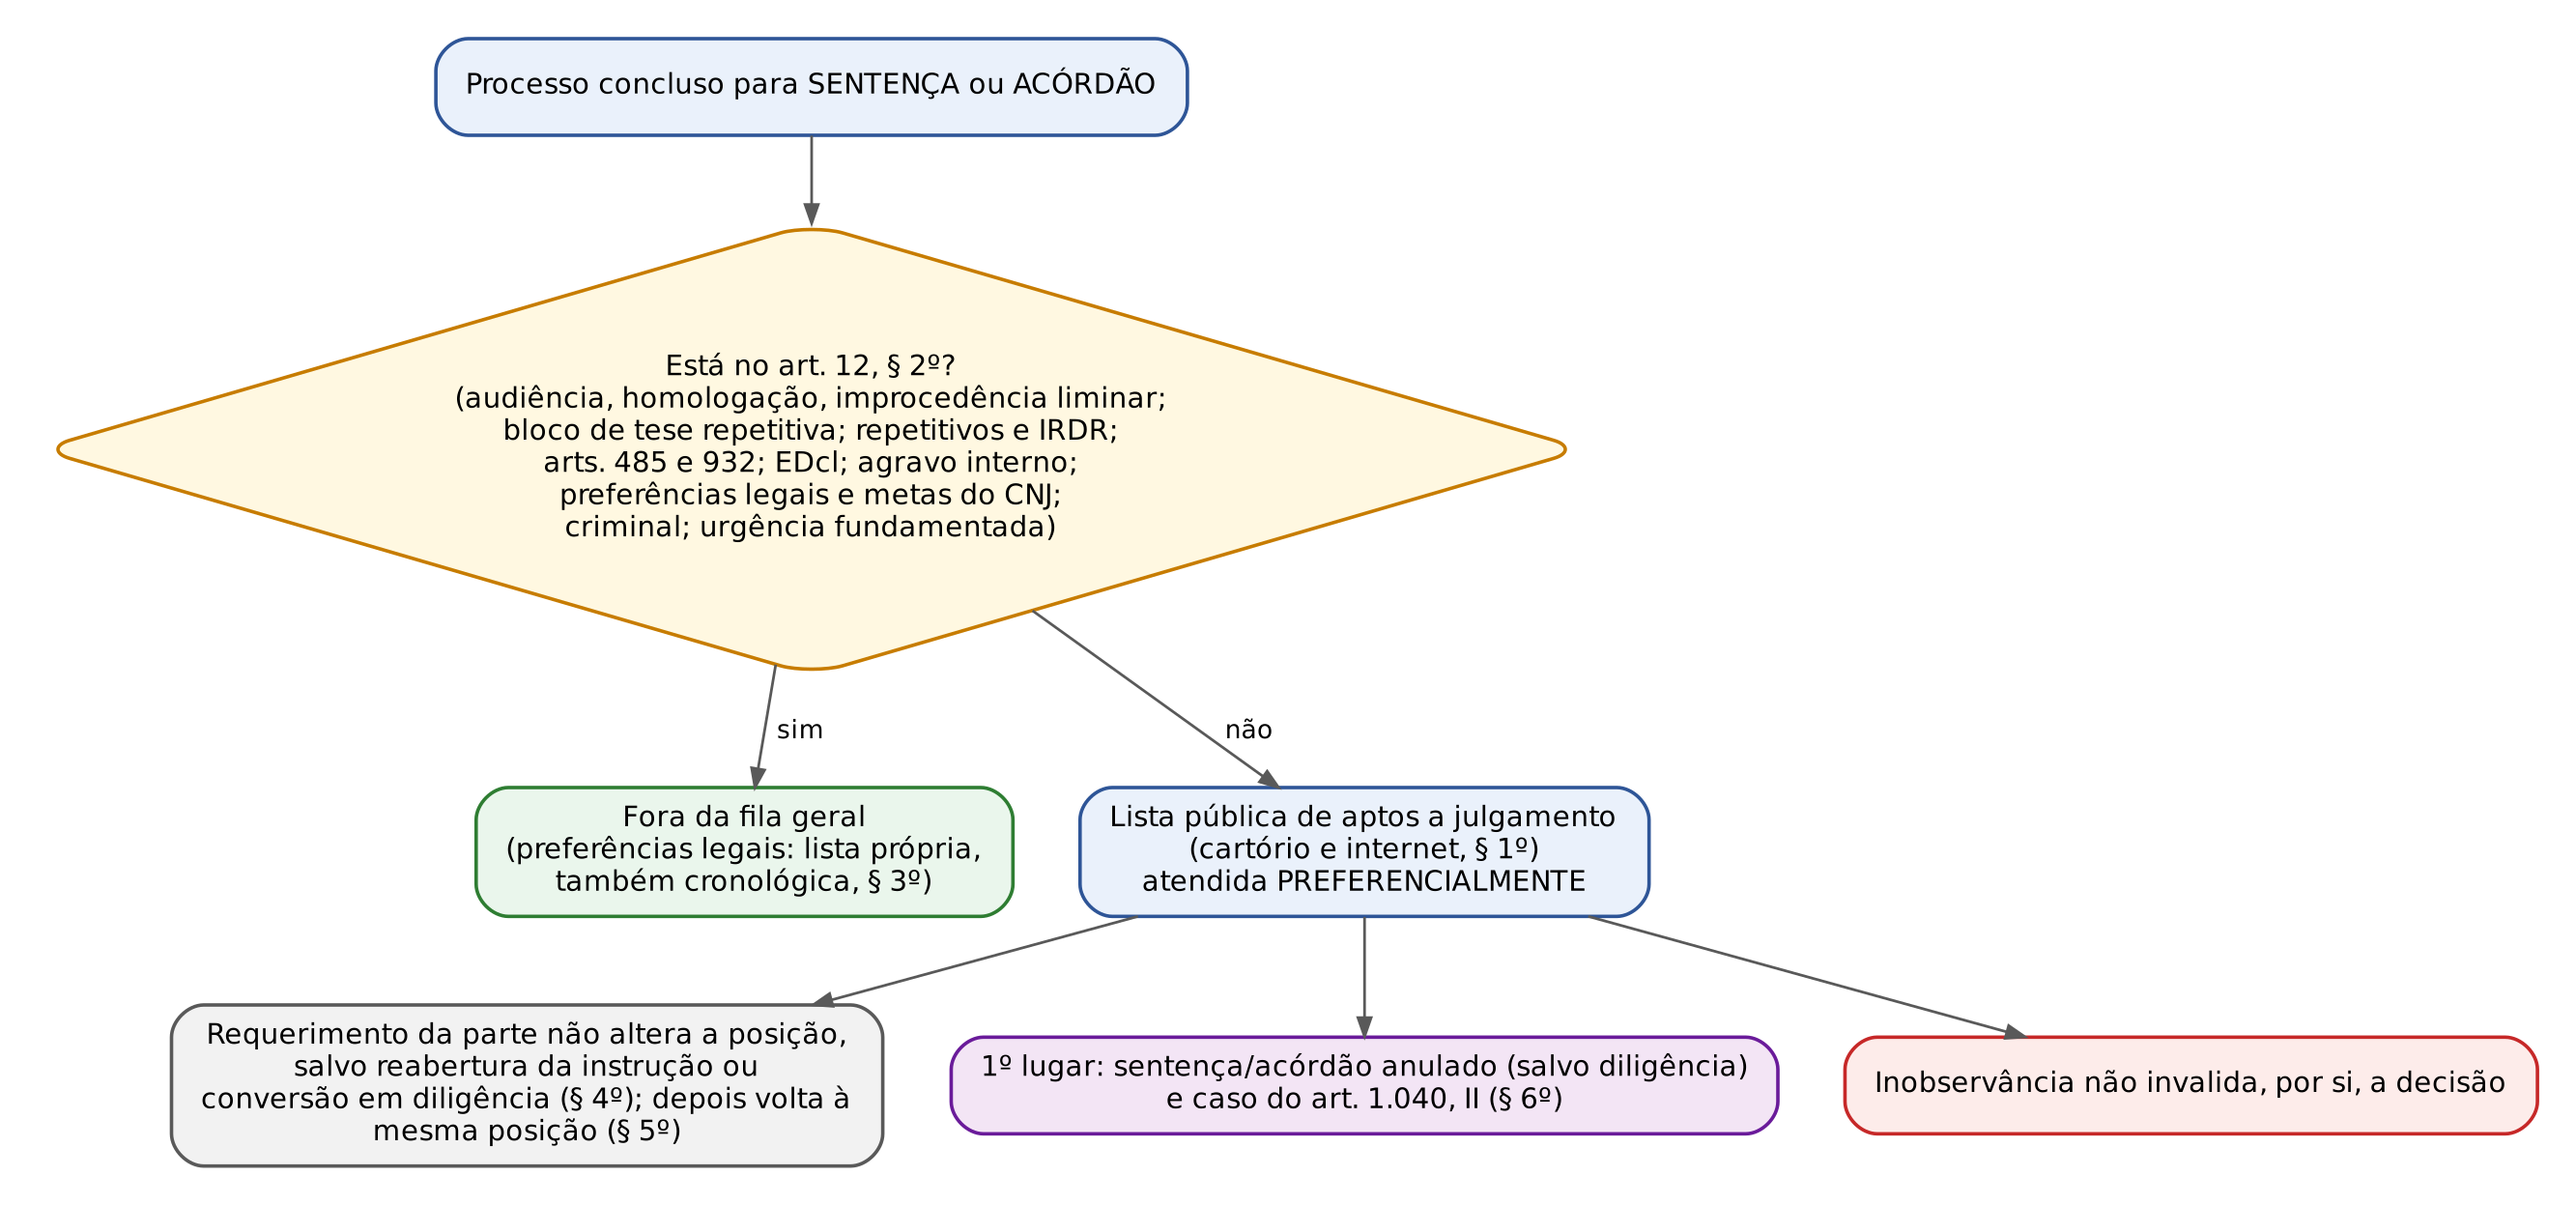 Processo concluso para SENTENÇA ou ACÓRDÃO
Está no art. 12, § 2º?
(audiência, homologação, improcedência liminar;
bloco de tese repetitiva; repetitivos e IRDR;
arts. 485 e 932; EDcl; agravo interno;
preferências legais e metas do CNJ;
criminal; urgência fundamentada)
sim
não
Fora da fila geral
(preferências legais: lista própria,
também cronológica, § 3º)
Lista pública de aptos a julgamento
(cartório e internet, § 1º)
atendida PREFERENCIALMENTE
Requerimento da parte não altera a posição,
salvo reabertura da instrução ou
conversão em diligência (§ 4º); depois volta à
mesma posição (§ 5º)
1º lugar: sentença/acórdão anulado (salvo diligência)
e caso do art. 1.040, II (§ 6º)
Inobservância não invalida, por si, a decisão